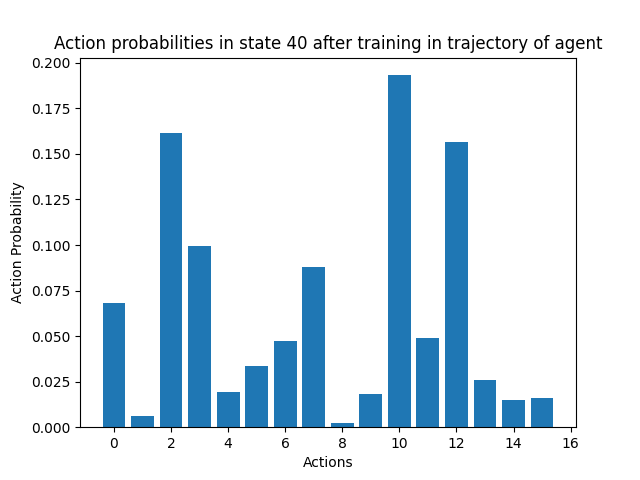 Action probabilities in state 40 after training in trajectory of agent
0.200
0.175
0.150
0.125
0.100
0.075
0.050
0.025
0.000
Action Probability
0 2 4 6 8 10 12 14 16
Actions